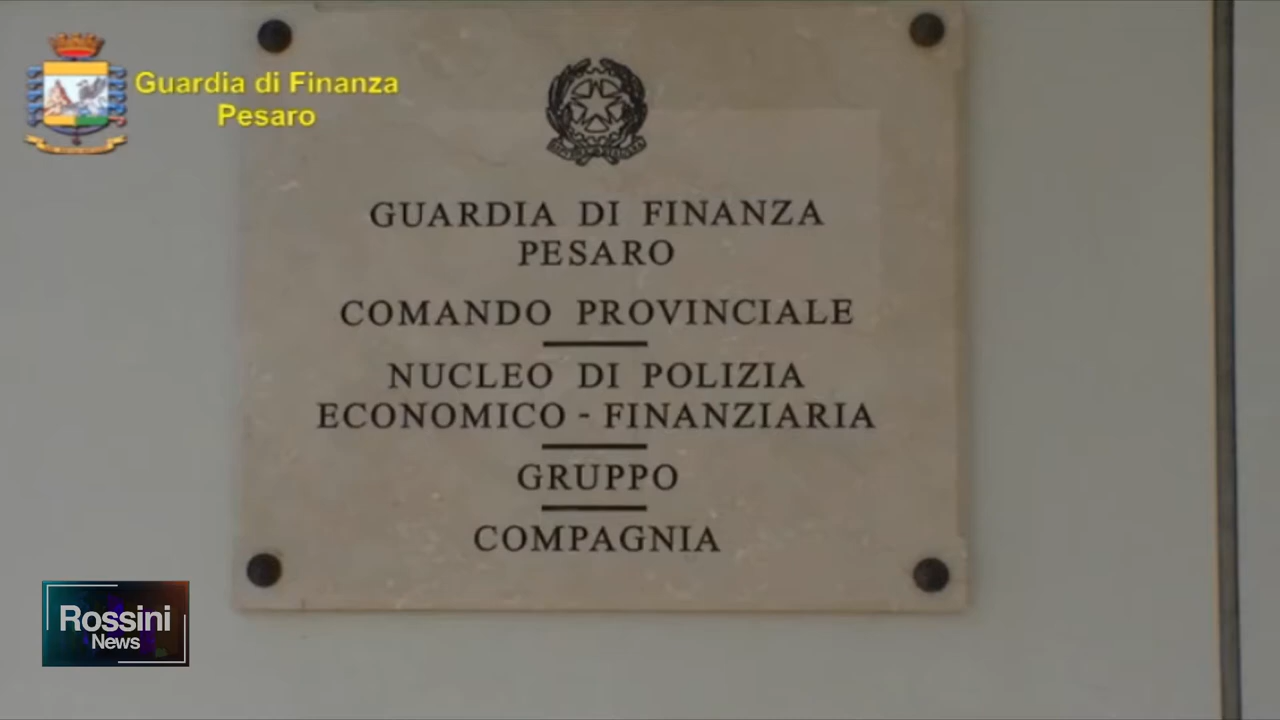 Guardia di Finanza
Pesaro
GUARDIA DI FINANZA
PESARO
COMANDO PROVINCIALE
NUCLEO DI POLIZIA
ECONOMICO - FINANZIARIA
GRUPPO
COMPAGNIA
Rossini
News